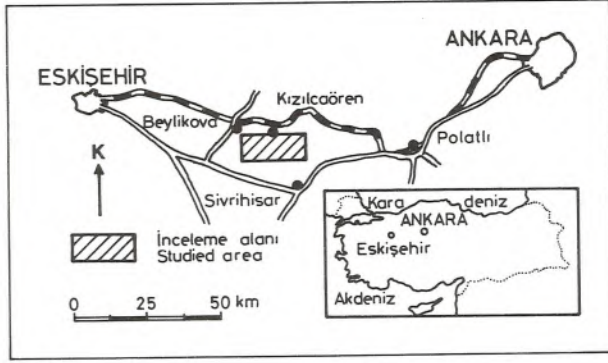 ANKARA
ESKİŞEHİR
Kızılcaören
Beylikova
Polatlı
K
Sivrihisar
İnceleme alanı
Studied area
0 25 50 km
Kara deniz
ANKARA
Eskişehir
Akdeniz